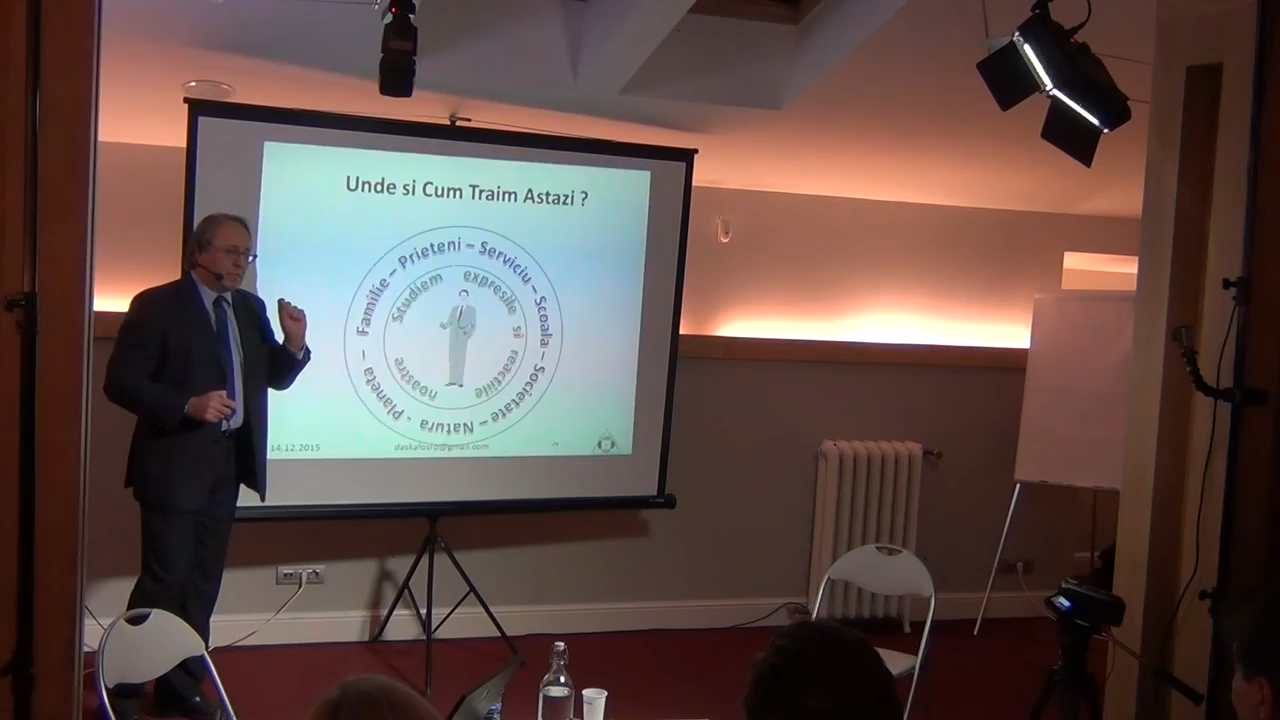 Unde si Cum Traim Astazi ?
Familie – Prieteni – Serviciu – Scoala – Societate – Natura - Planeta –
Studiem expresiile si reactiile noastre
14.12.2015
daskalosro@gmail.com